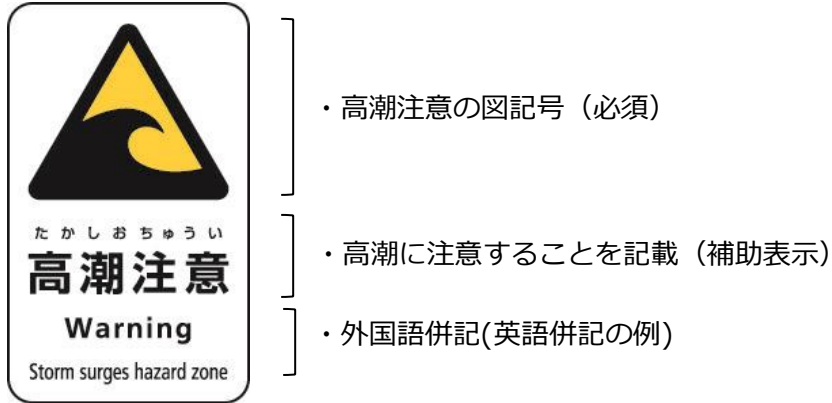 たかしおちゅうい
高潮注意
Warning
Storm surges hazard zone
・高潮注意の図記号（必須）
・高潮に注意することを記載（補助表示）
・外国語併記(英語併記の例)